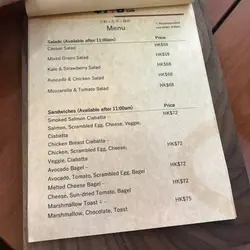 Menu
Salads (Available after 11:00am) Price
Caesar Salad HK$58
Mixed Grains Salad HK$68
Kale & Strawberry Salad HK$68
Avocado & Chicken Salad HK$68
Mozzarella & Tomato Salad HK$68
Sandwiches (Available after 11:00am) Price
Smoked Salmon Ciabatta - HK$72
Salmon, Scrambled Egg, Cheese, Veggie,
Ciabatta
Chicken Breast Ciabatta - HK$72
Chicken, Scrambled Egg, Cheese,
Veggie, Ciabatta
Avocado Bagel - HK$72
Avocado, Tomato, Scrambled Egg, Bagel
Melted Cheese Bagel - HK$72
Cheese, Sun-dried Tomato, Bagel
Marshmallow Toast - HK$75
Marshmallow, Chocolate, Toast